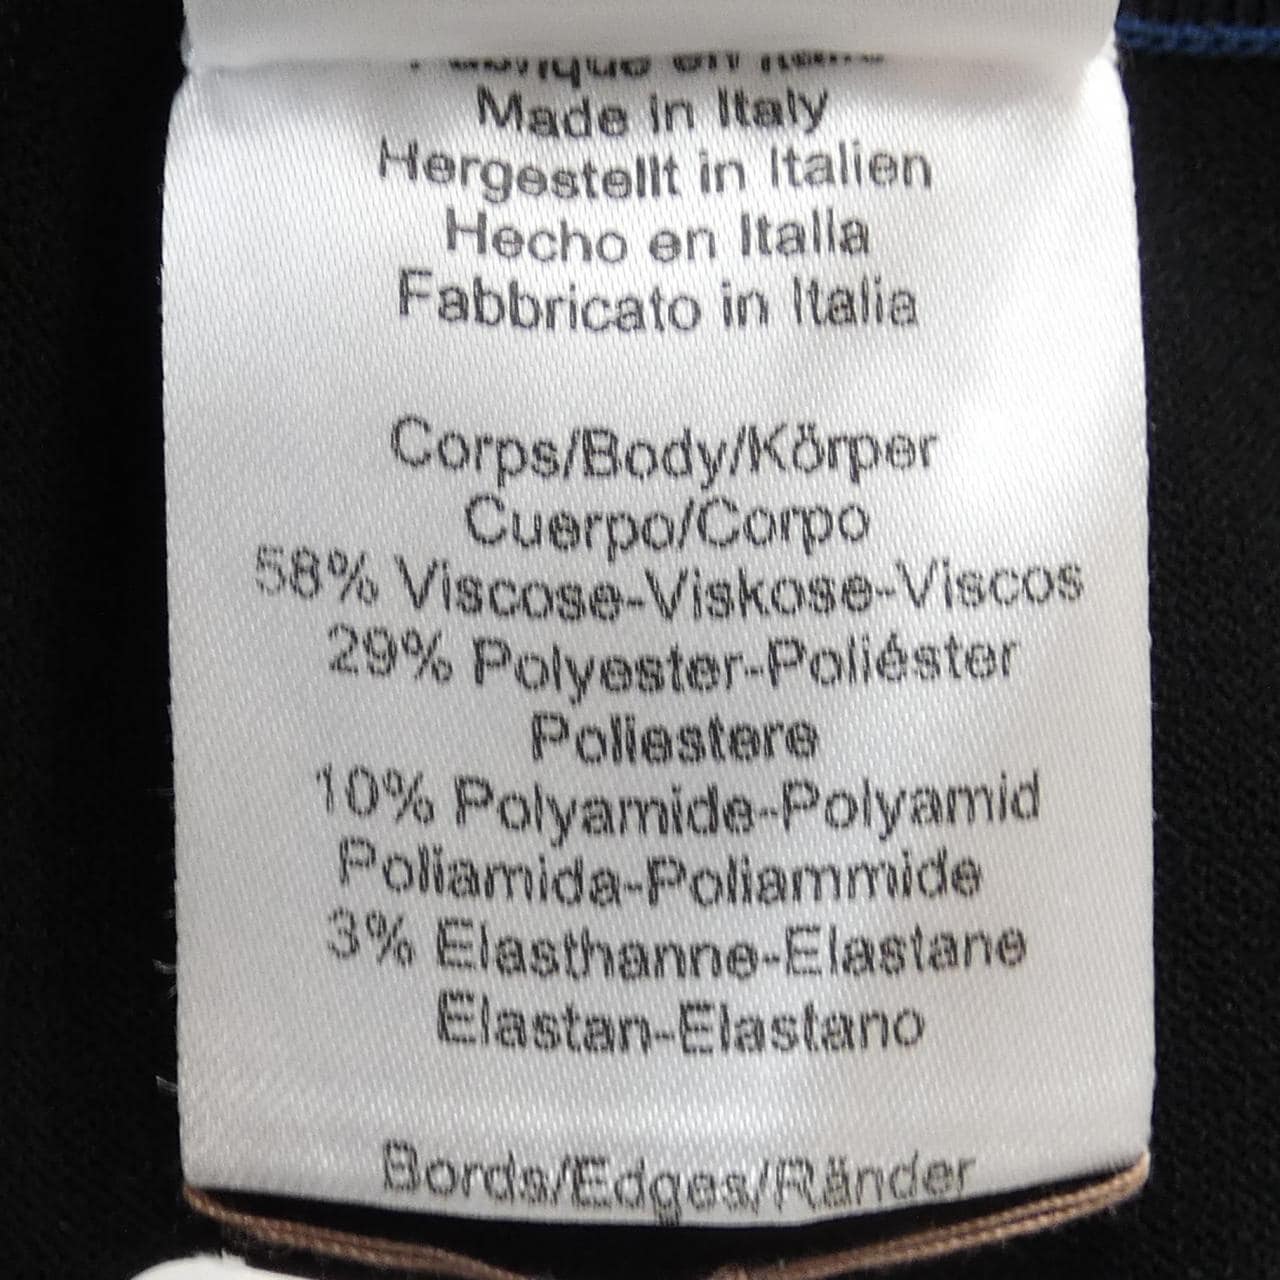 Made in Italy
Hergestellt in Italien
Hecho en Italia
Fabbricato in Italia
Corps/Body/Körper
Cuerpo/Corpo
58% Viscose-Viskose-Viscos
29% Polyester-Poliéster
Poliestere
10% Polyamide-Polyamid
Poliamida-Poliammide
3% Elasthanne-Elastane
Elastan-Elastano
Bords/Edges/Ränder